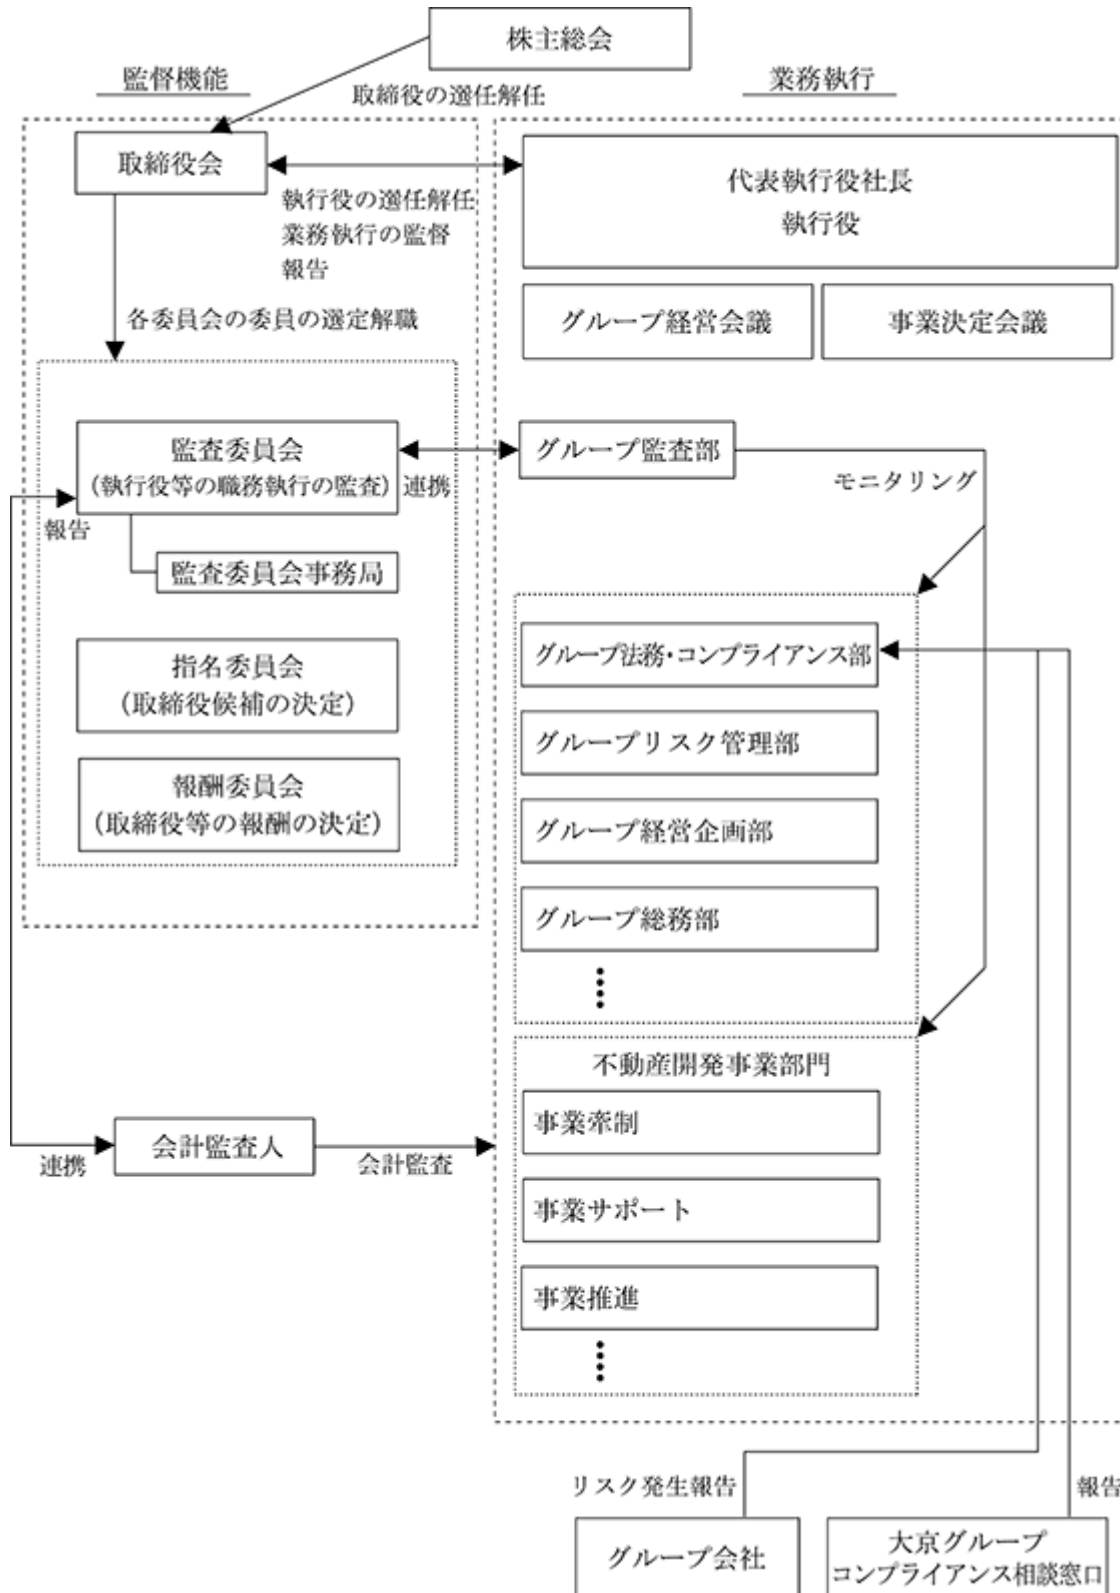 株主総会
監督機能
業務執行
取締役の選任解任
取締役会
代表執行役社長
執行役
執行役の選任解任
業務執行の監督
報告
グループ経営会議
事業決定会議
各委員会の委員の選定解職
監査委員会
(執行役等の職務執行の監査)
連携
グループ監査部
モニタリング
報告
監査委員会事務局
グループ法務・コンプライアンス部
指名委員会
(取締役候補の決定)
グループリスク管理部
報酬委員会
(取締役等の報酬の決定)
グループ経営企画部
グループ総務部
不動産開発事業部門
事業牽制
会計監査人
連携
会計監査
事業サポート
事業推進
リスク発生報告
報告
グループ会社
大京グループ
コンプライアンス相談窓口